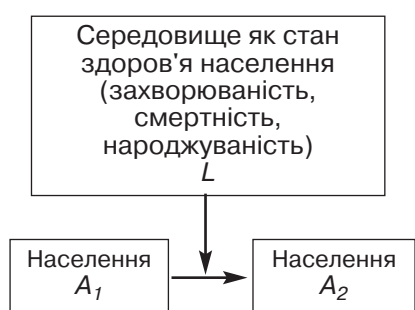 Середовище як стан
здоров'я населення
(захворюваність,
смертність,
народжуваність)
L
Населення
A1
Населення
A2